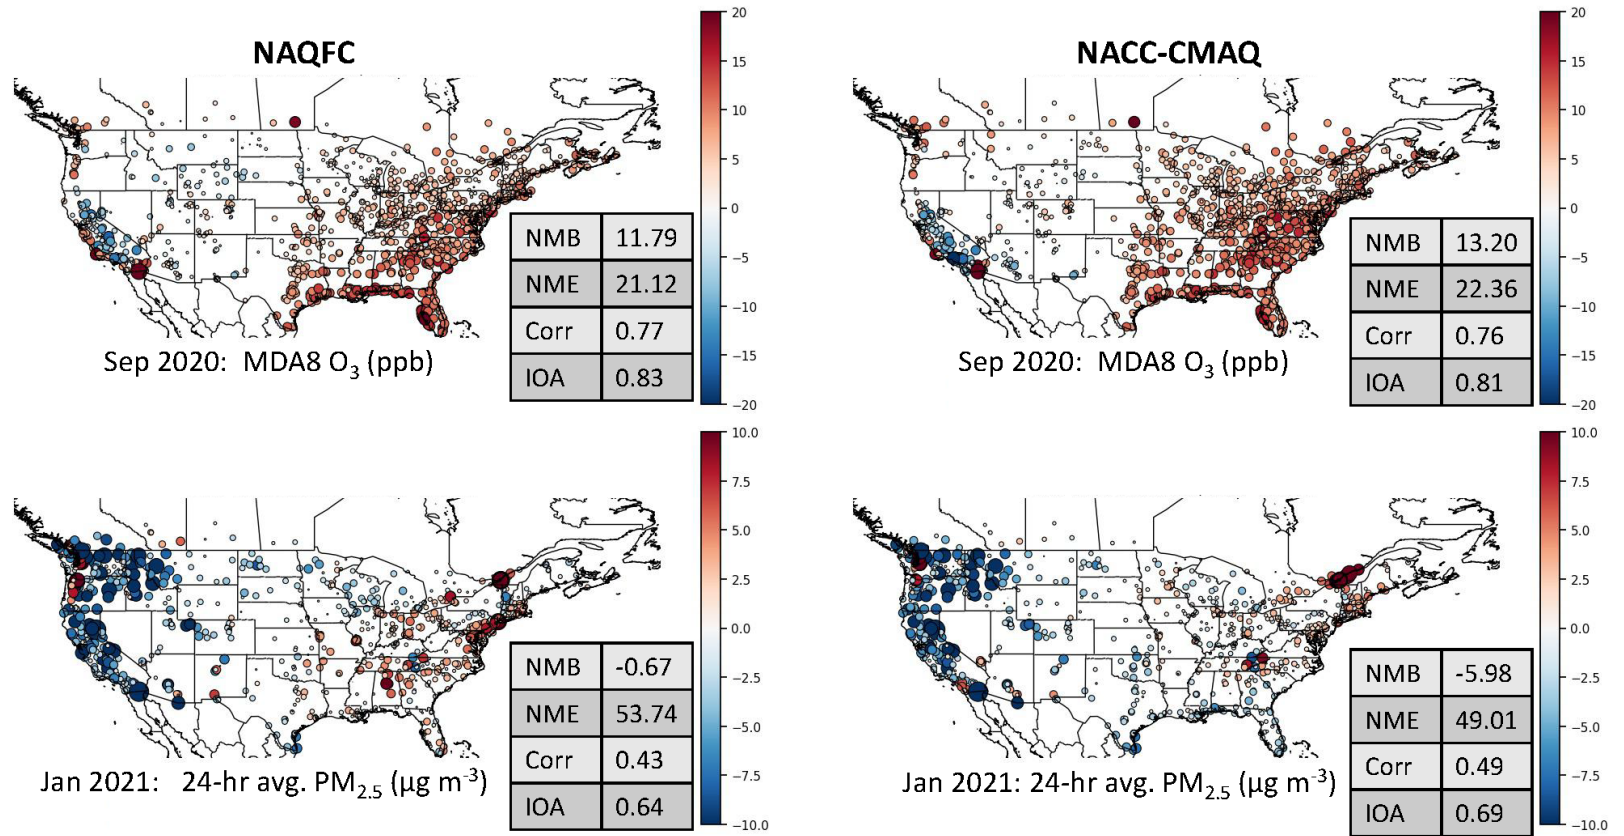 NAQFC
NACC-CMAQ
20
15
10
5
0
−5
−10
−15
−20
NMB 11.79
NME 21.12
Corr 0.77
IOA 0.83
Sep 2020: MDA8 O3 (ppb)
20
15
10
5
0
−5
−10
−15
−20
NMB 13.20
NME 22.36
Corr 0.76
IOA 0.81
Sep 2020: MDA8 O3 (ppb)
10.0
7.5
5.0
2.5
0.0
−2.5
−5.0
−7.5
−10.0
NMB -0.67
NME 53.74
Corr 0.43
IOA 0.64
Jan 2021: 24-hr avg. PM2.5 (µg m-3)
10.0
7.5
5.0
2.5
0.0
−2.5
−5.0
−7.5
−10.0
NMB -5.98
NME 49.01
Corr 0.49
IOA 0.69
Jan 2021: 24-hr avg. PM2.5 (µg m-3)